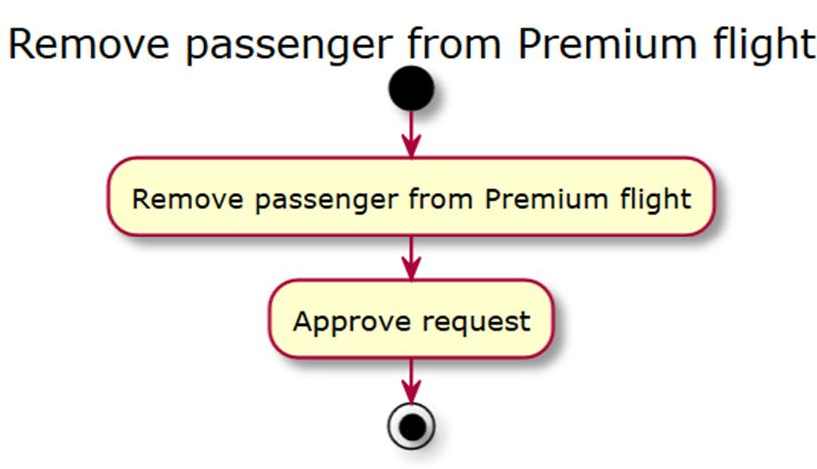 Remove passenger from Premium flight
Remove passenger from Premium flight
Approve request